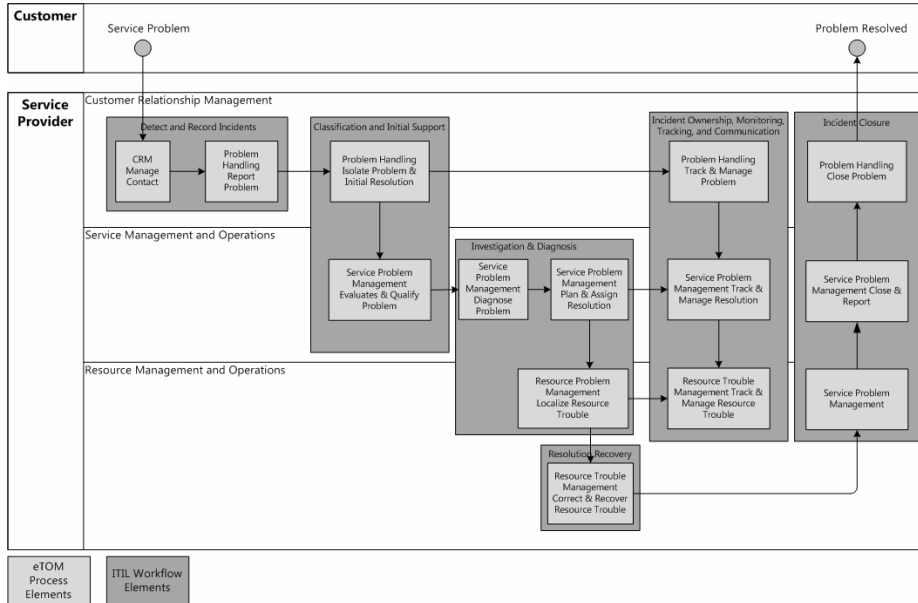 Customer
Service Problem
Problem Resolved
Service
Provider
Customer Relationship Management
Detect and Record Incidents
CRM
Manage
Contact
Problem
Handling
Report
Problem
Classification and Initial Support
Problem Handling
Isolate Problem &
Initial Resolution
Incident Ownership, Monitoring,
Tracking, and Communication
Problem Handling
Track & Manage
Problem
Incident Closure
Problem Handling
Close Problem
Service Management and Operations
Service Problem
Management
Evaluates & Qualify
Problem
Investigation & Diagnosis
Service
Problem
Management
Diagnose
Problem
Service Problem
Management
Plan & Assign
Resolution
Service Problem
Management Track &
Manage Resolution
Service Problem
Management Close &
Report
Resource Management and Operations
Resource Problem
Management
Localize Resource
Trouble
Resource Trouble
Management Track &
Manage Resource
Trouble
Service Problem
Management
Resolution Recovery
Resource Trouble
Management
Correct & Recover
Resource Trouble
eTOM
Process
Elements
ITIL Workflow
Elements